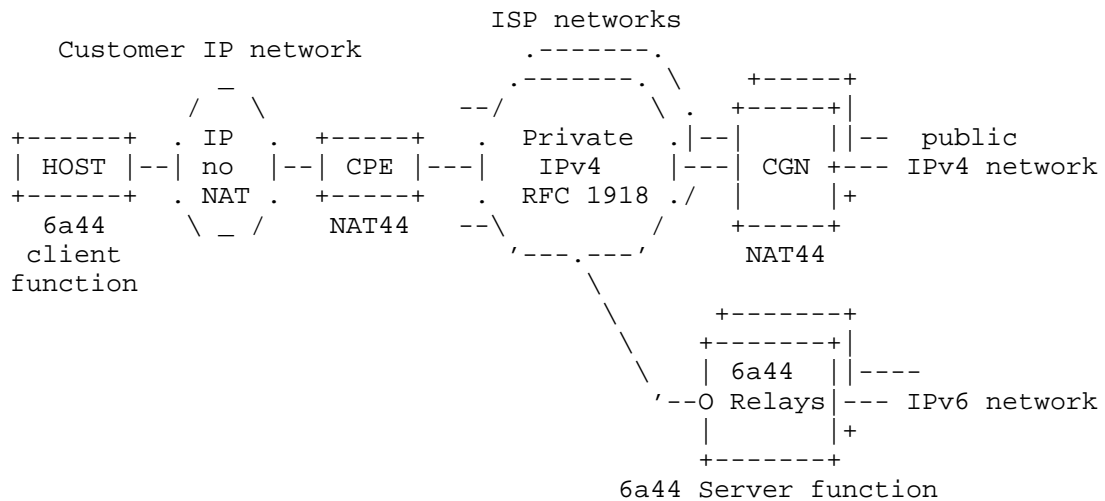 ISP networks
Customer IP network
IP Private public
HOST no CPE IPv4 CGN IPv4 network
NAT RFC 1918
6a44 NAT44
client NAT44
function
6a44
Relays IPv6 network
6a44 Server function